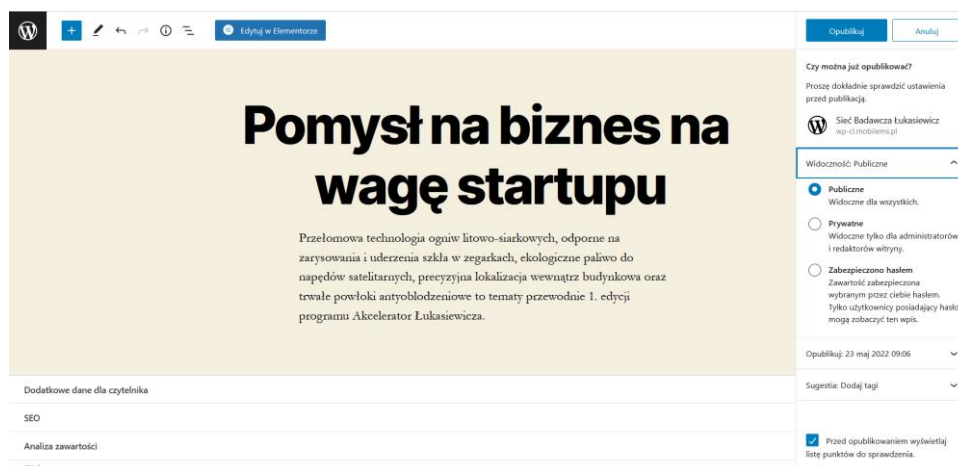 Edytuj w Elementorze
Pomysł na biznes na
wagę startupu
Przełomowa technologia ogniw litowo-siarkowych, odporne na
zarysowania i uderzenia szkła w zegarkach, ekologiczne paliwo do
napędów satelitarnych, precyzyjna lokalizacja wewnątrz budynkowa oraz
trwałe powłoki antyoblodzeniowe to tematy przewodnie 1. edycji
programu Akcelerator Łukasiewicza.
Dodatkowe dane dla czytelnika
SEO
Analiza zawartości
Opublikuj
Anuluj
Czy można już opublikować?
Proszę dokładnie sprawdzić ustawienia
przed publikacją.
Sieć Badawcza Łukasiewicz
wp-cl.mobilems.pl
Widoczność: Publiczne
Publiczne
Widoczne dla wszystkich.
Prywatne
Widoczne tylko dla administratorów
i redaktorów witryny.
Zabezpieczono hasłem
Zawartość zabezpieczona
wybranym przez ciebie hasłem.
Tylko użytkownicy posiadający hasło
mogą zobaczyć ten wpis.
Opublikuj: 23 maj 2022 09:06
Sugestia: Dodaj tagi
Przed opublikowaniem wyświetlaj
listę punktów do sprawdzenia.